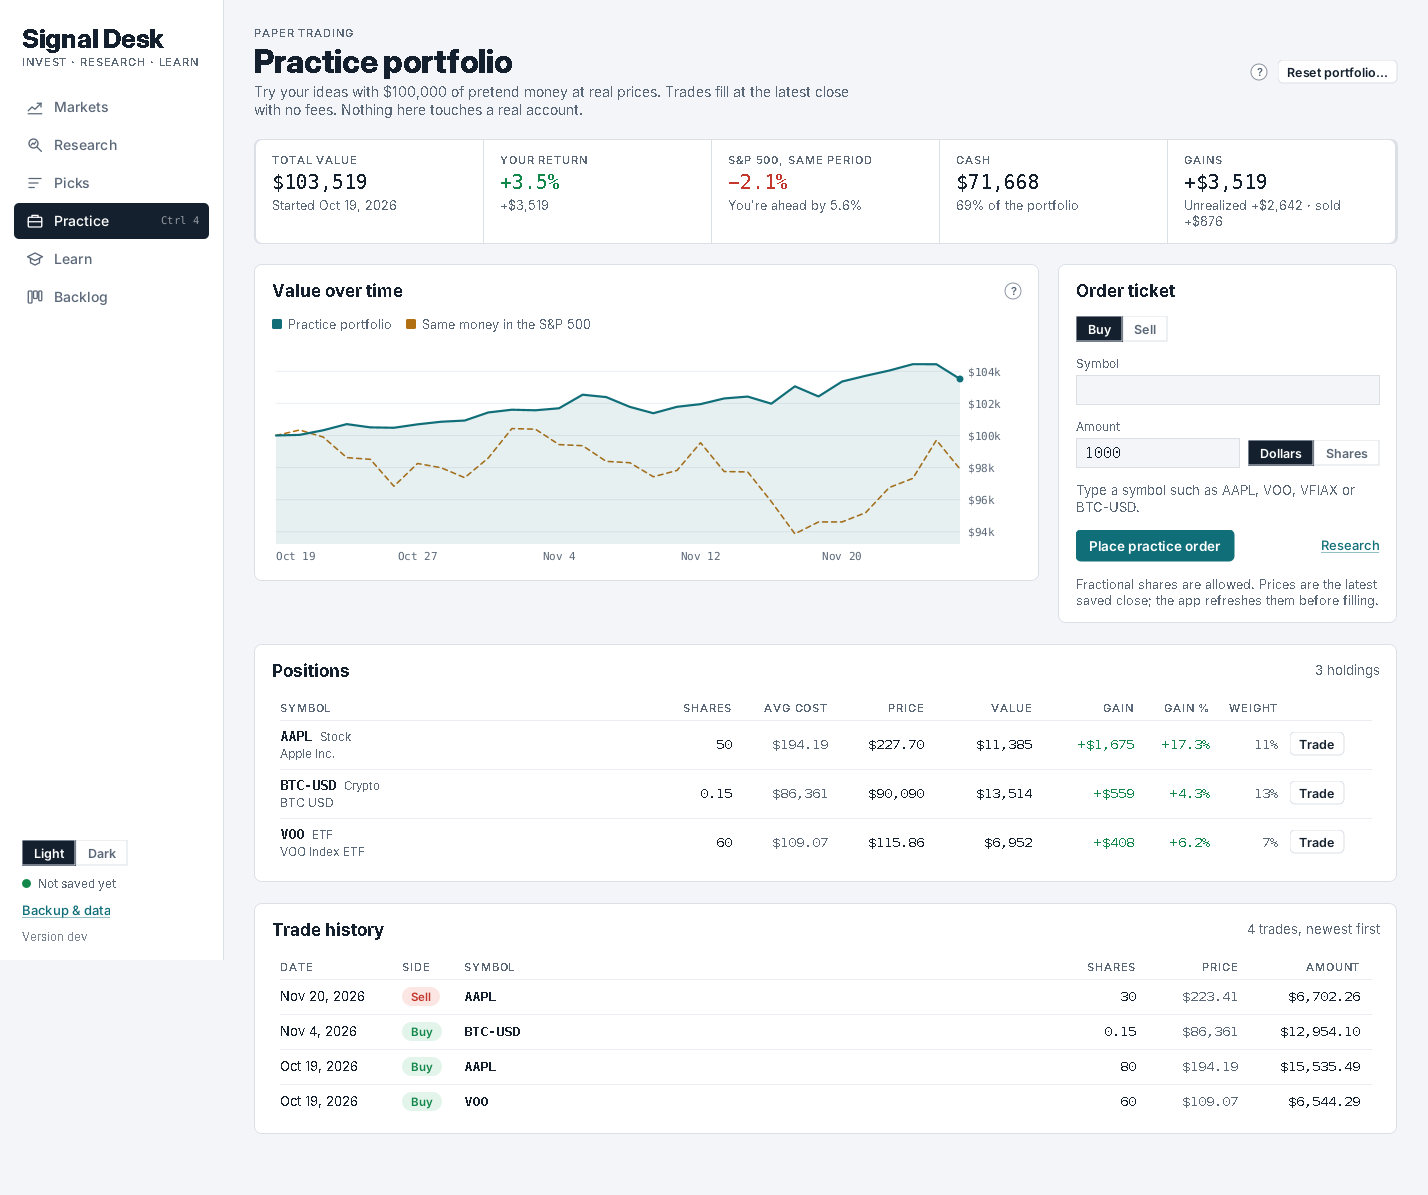 Signal Desk
INVEST · RESEARCH · LEARN
Markets
Research
Picks
Practice Ctrl 4
Learn
Backlog
Light Dark
Not saved yet
Backup & data
Version dev
PAPER TRADING
Practice portfolio
Try your ideas with $100,000 of pretend money at real prices. Trades fill at the latest close
with no fees. Nothing here touches a real account.
? Reset portfolio...
TOTAL VALUE
$103,519
Started Oct 19, 2026
YOUR RETURN
+3.5%
+$3,519
S&P 500, SAME PERIOD
−2.1%
You're ahead by 5.6%
CASH
$71,668
69% of the portfolio
GAINS
+$3,519
Unrealized +$2,642 · sold
+$876
Value over time ?
Practice portfolio Same money in the S&P 500
$104k
$102k
$100k
$98k
$96k
$94k
Oct 19 Oct 27 Nov 4 Nov 12 Nov 20
Order ticket
Buy Sell
Symbol
Amount
1000 Dollars Shares
Type a symbol such as AAPL, VOO, VFIAX or
BTC-USD.
Place practice order Research
Fractional shares are allowed. Prices are the latest
saved close; the app refreshes them before filling.
Positions 3 holdings
SYMBOL SHARES AVG COST PRICE VALUE GAIN GAIN % WEIGHT
AAPL Stock 50 $194.19 $227.70 $11,385 +$1,675 +17.3% 11% Trade
Apple Inc.
BTC-USD Crypto 0.15 $86,361 $90,090 $13,514 +$559 +4.3% 13% Trade
BTC USD
VOO ETF 60 $109.07 $115.86 $6,952 +$408 +6.2% 7% Trade
VOO Index ETF
Trade history 4 trades, newest first
DATE SIDE SYMBOL SHARES PRICE AMOUNT
Nov 20, 2026 Sell AAPL 30 $223.41 $6,702.26
Nov 4, 2026 Buy BTC-USD 0.15 $86,361 $12,954.10
Oct 19, 2026 Buy AAPL 80 $194.19 $15,535.49
Oct 19, 2026 Buy VOO 60 $109.07 $6,544.29